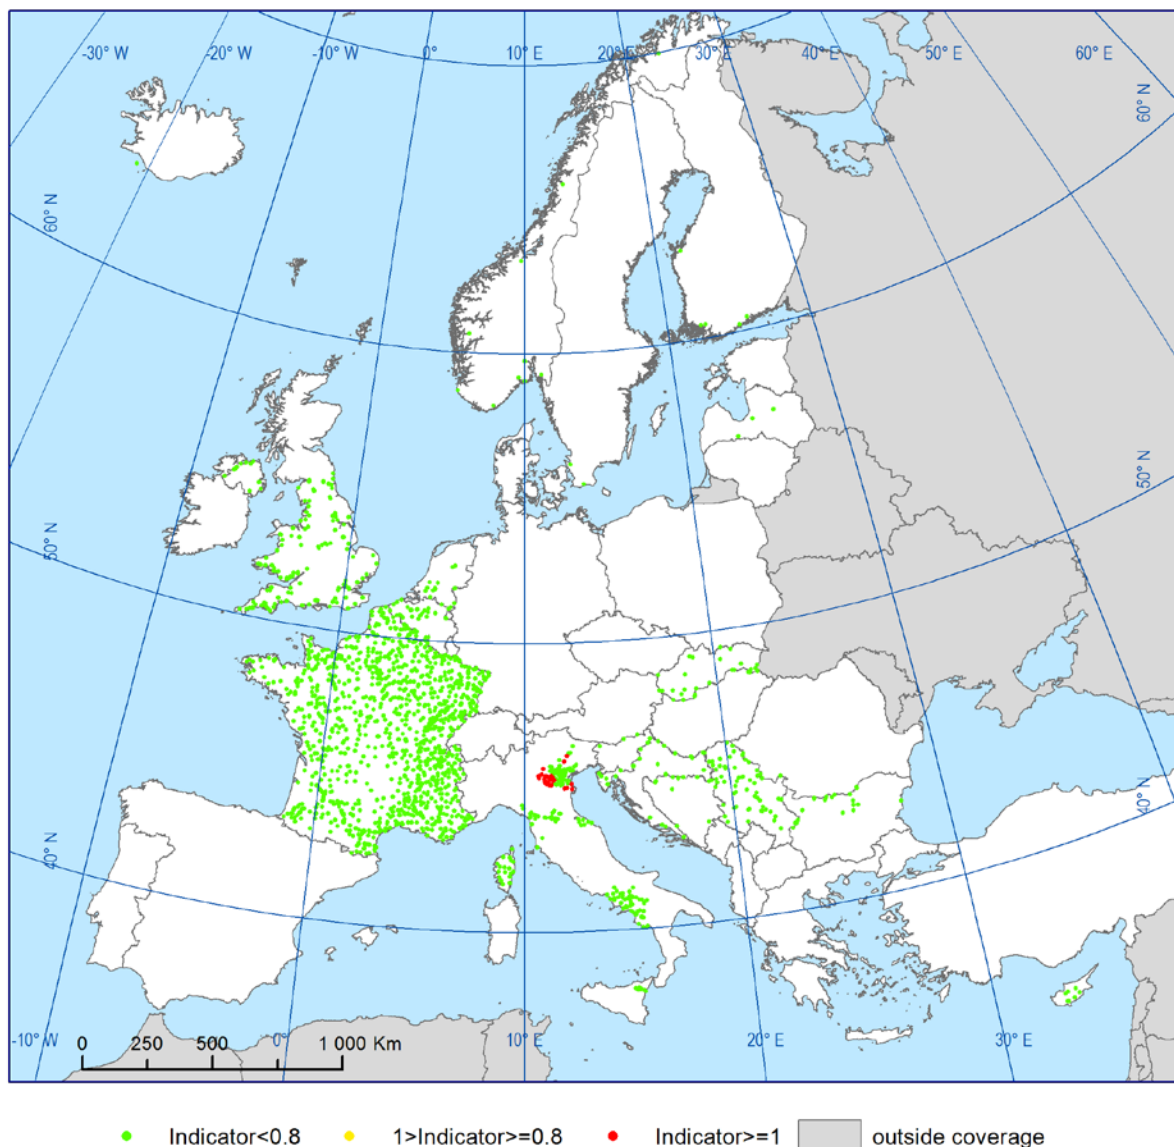 -30° W -20° W -10° W 0° 10° E 20° E 30° E 40° E 50° E 60° E
60° N
60° N
50° N
50° N
40° N
40° N
-10° W 0° 10° E 20° E 30° E
0 250 500 1 000 Km
Indicator<0.8 1>Indicator>=0.8 Indicator>=1 outside coverage